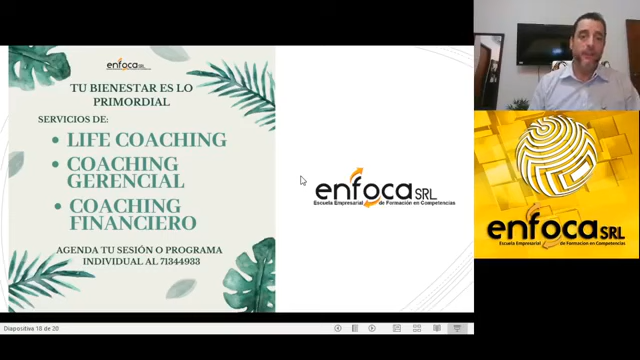 enfoca SRL
TU BIENESTAR ES LO
PRIMORDIAL
SERVICIOS DE:
• LIFE COACHING
• COACHING
GERENCIAL
• COACHING
FINANCIERO
AGENDA TU SESIÓN O PROGRAMA
INDIVIDUAL AL 71344933
enfoca SRL
Escuela Empresarial de Formación en Competencias
enfoca SRL
Escuela Empresarial de Formacion en Competencias
Diapositiva 18 de 20